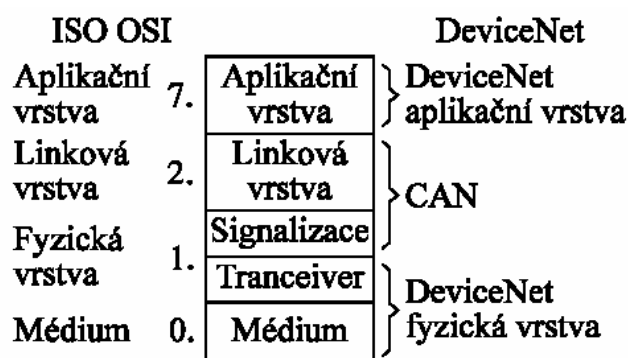 ISO OSI
DeviceNet
Aplikační
vrstva
7.
Aplikační
vrstva
DeviceNet
aplikační vrstva
Linková
vrstva
2.
Linková
vrstva
CAN
Fyzická
vrstva
1.
Signalizace
Tranceiver
DeviceNet
fyzická vrstva
Médium
0.
Médium